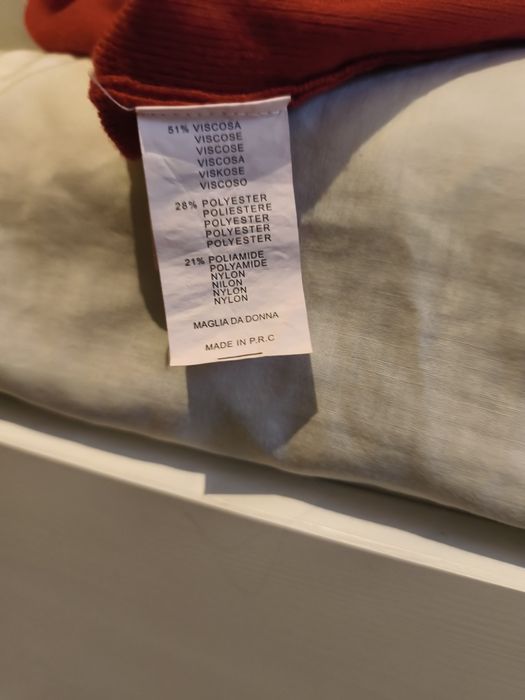 51% VISCOSA
VISCOSE
VISCOSE
VISCOSA
VISKOSE
VISCOSO
28% POLYESTER
POLIESTERE
POLYESTER
POLYESTER
POLYESTER
21% POLIAMIDE
POLYAMIDE
NYLON
NILON
NYLON
NYLON
MAGLIA DA DONNA
MADE IN P.R.C